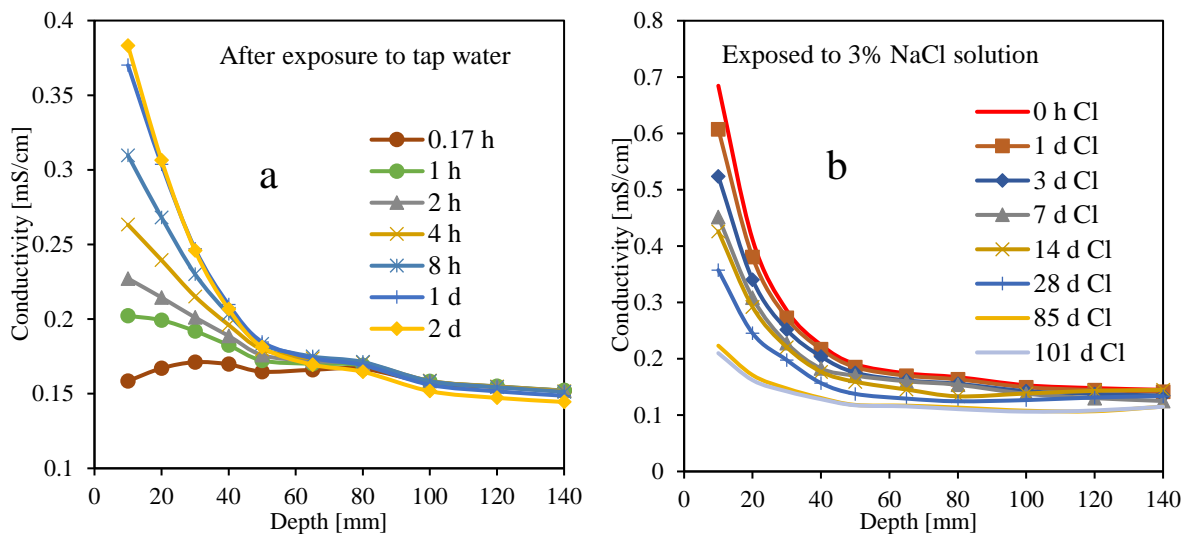 After exposure to tap water
a
Conductivity [mS/cm]
0.4
0.35
0.3
0.25
0.2
0.15
0.1
0 20 40 60 80 100 120 140
Depth [mm]
0.17 h
1 h
2 h
4 h
8 h
1 d
2 d
Exposed to 3% NaCl solution
b
Conductivity [mS/cm]
0.8
0.7
0.6
0.5
0.4
0.3
0.2
0.1
0
0 20 40 60 80 100 120 140
Depth [mm]
0 h Cl
1 d Cl
3 d Cl
7 d Cl
14 d Cl
28 d Cl
85 d Cl
101 d Cl